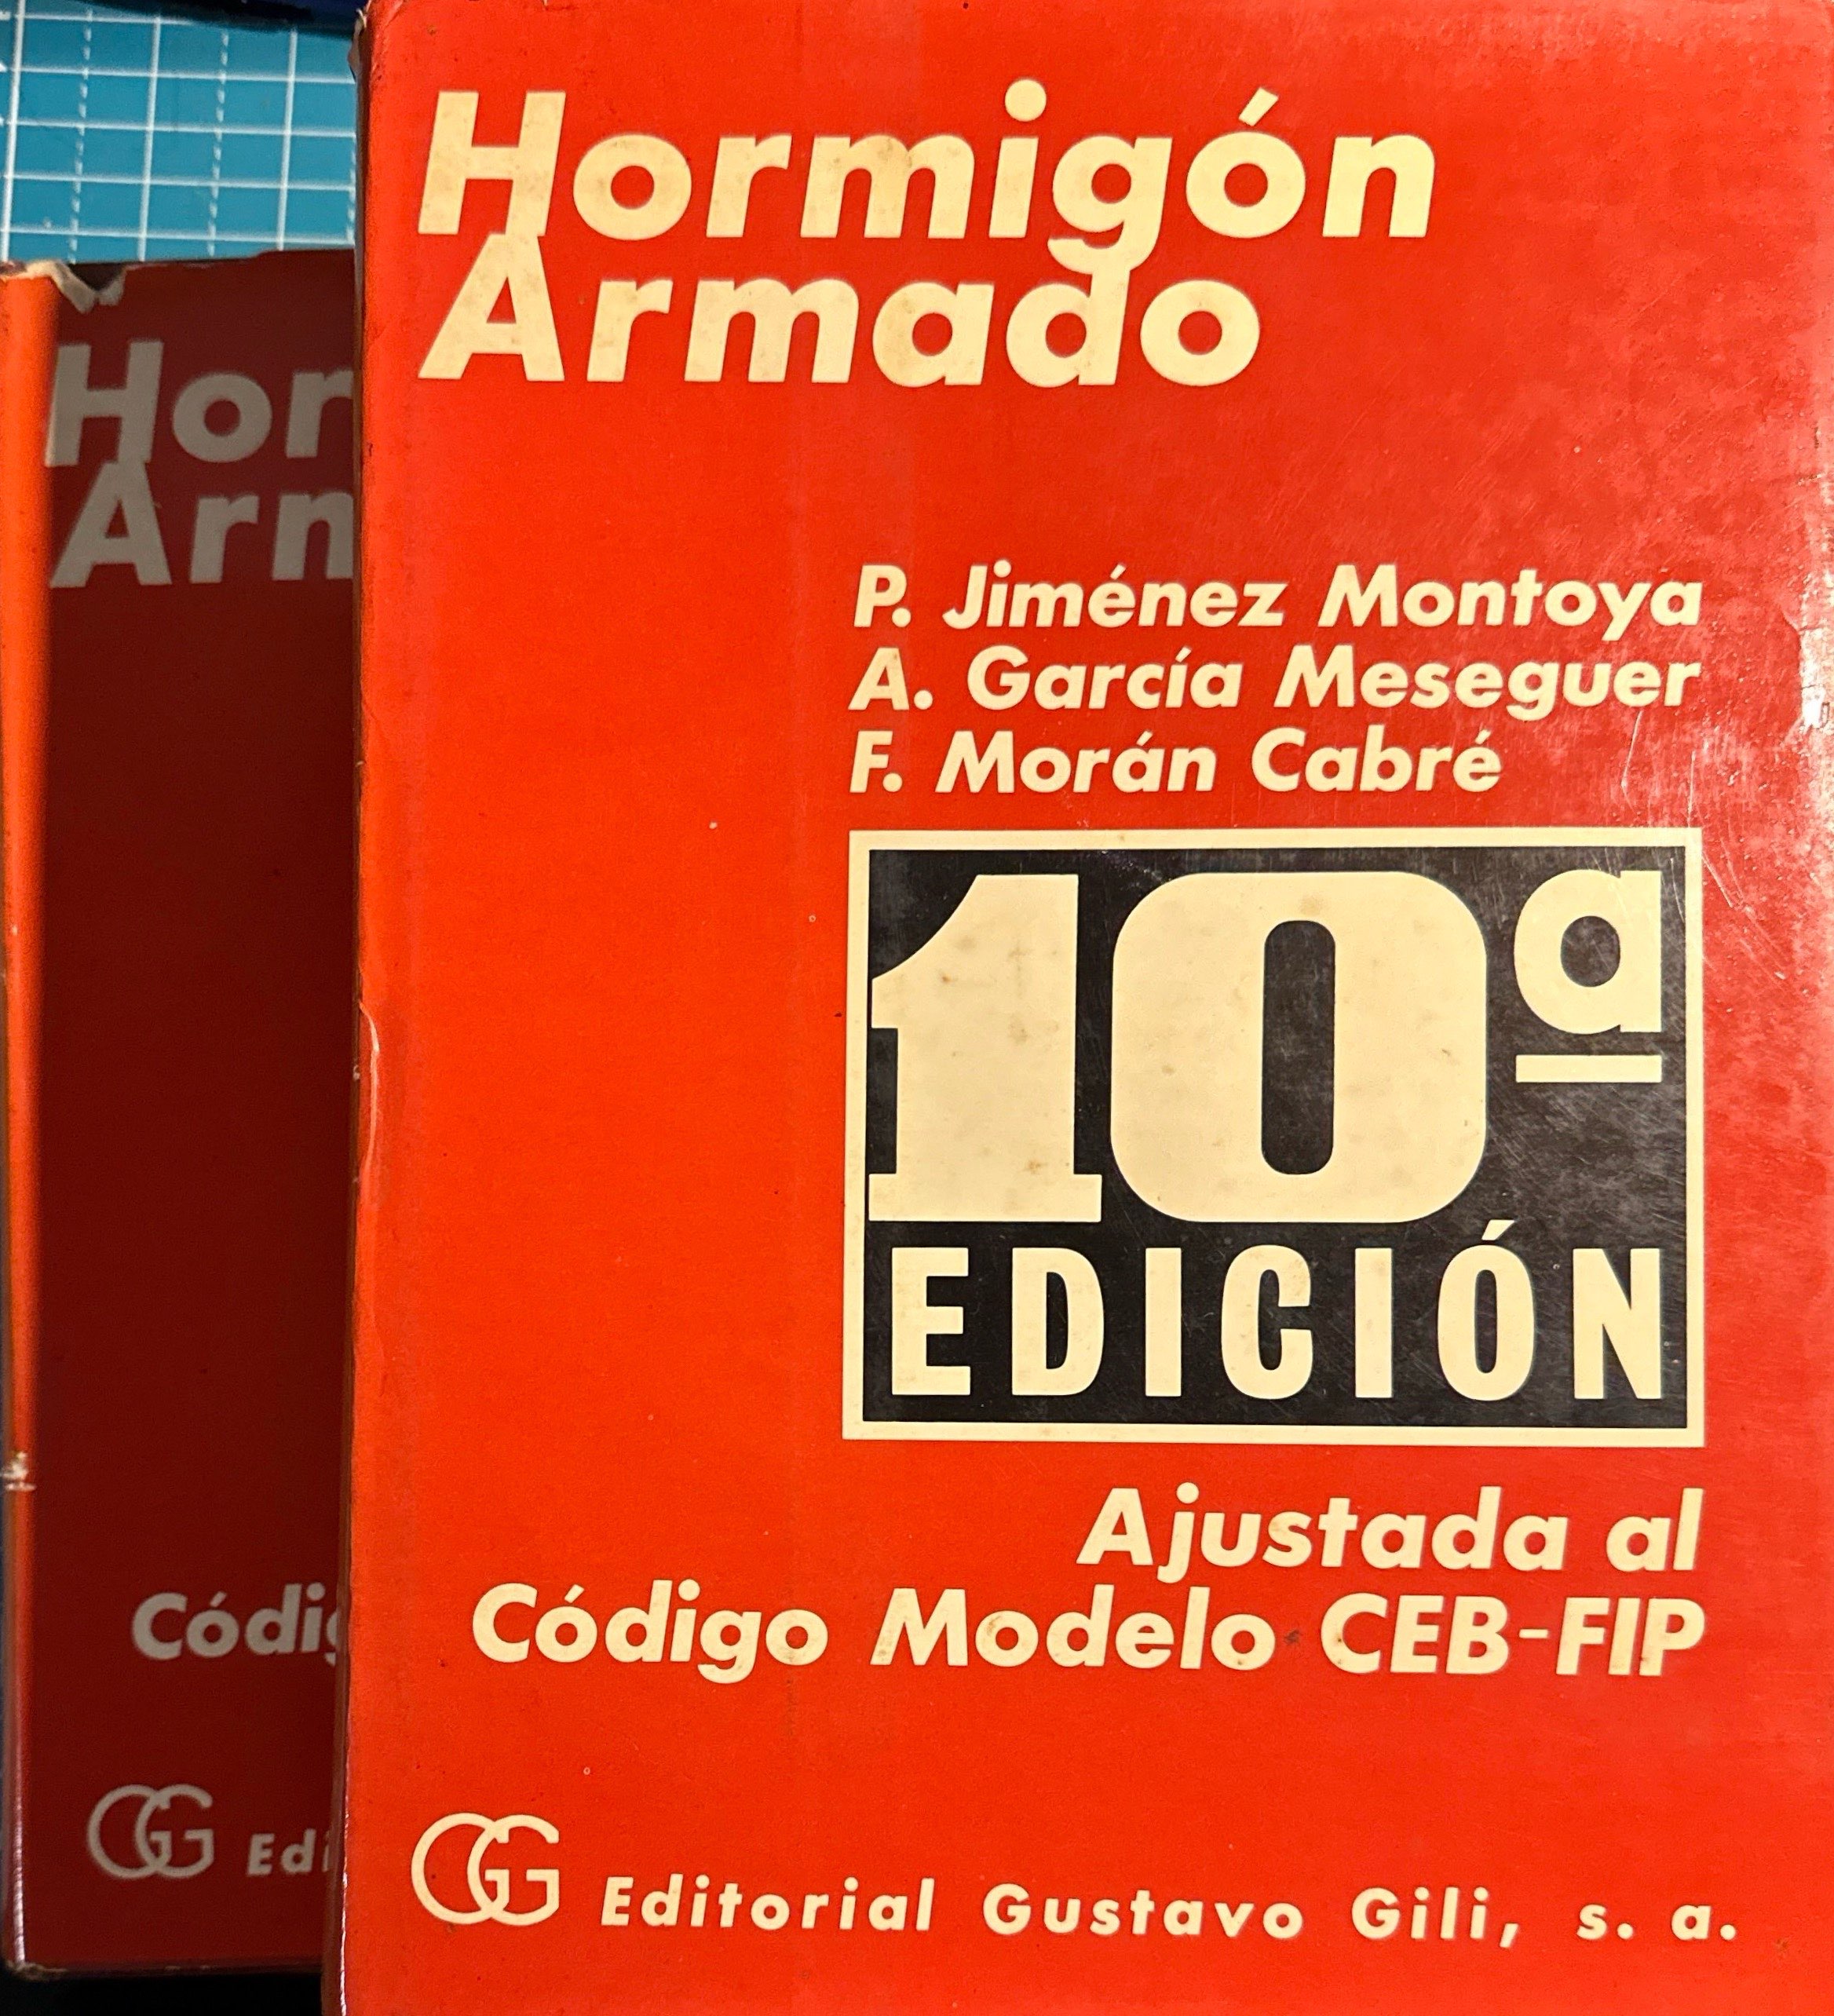 Hormigón
Armado
P. Jiménez Montoya
A. García Meseguer
F. Morán Cabré
10ª
EDICIÓN
Ajustada al
Código Modelo CEB-FIP
GG Editorial Gustavo Gili, s. a.
Hor
Arm
Códig
GG Edi